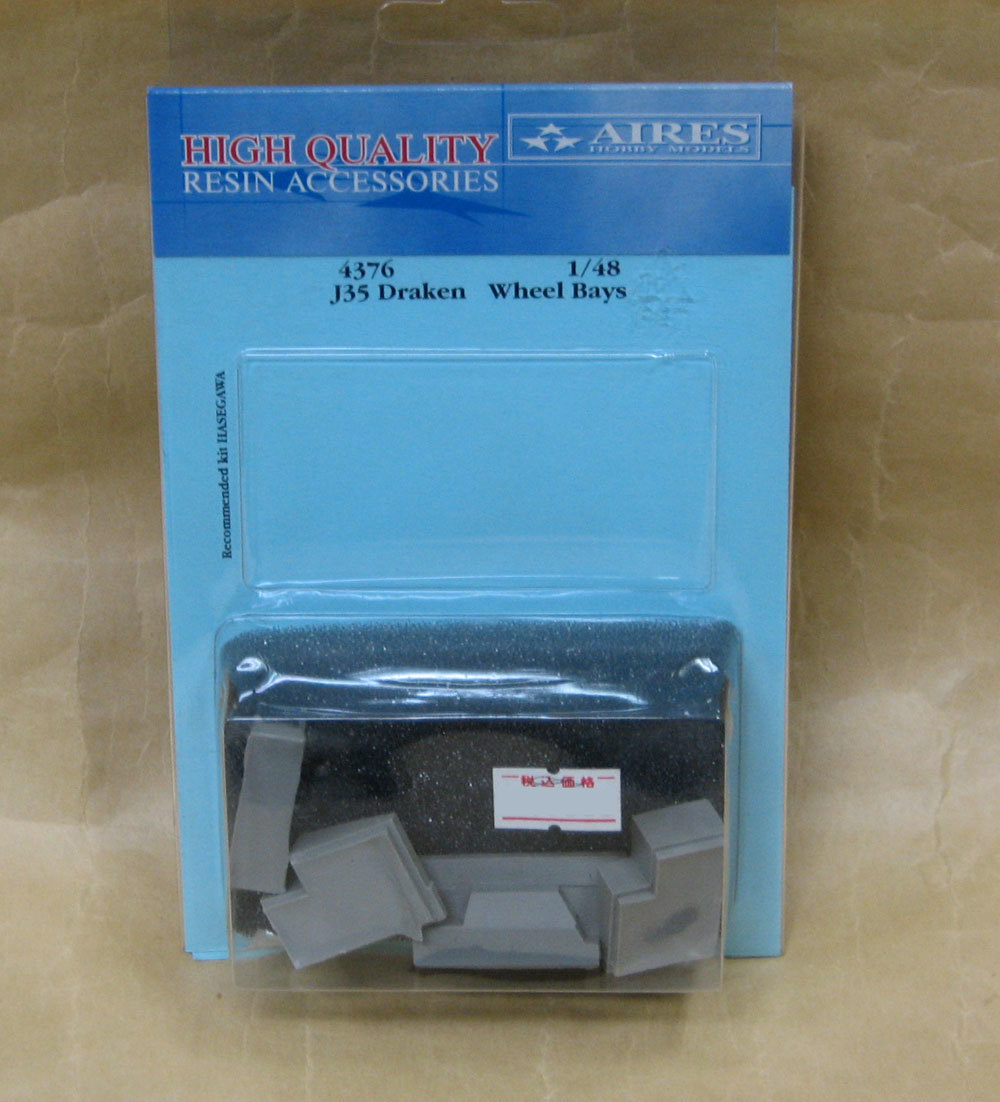 HIGH QUALITY
RESIN ACCESSORIES
AIRES
HOBBY MODELS
4376 1/48
J35 Draken Wheel Bays
Recommended kit HASEGAWA
税込価格